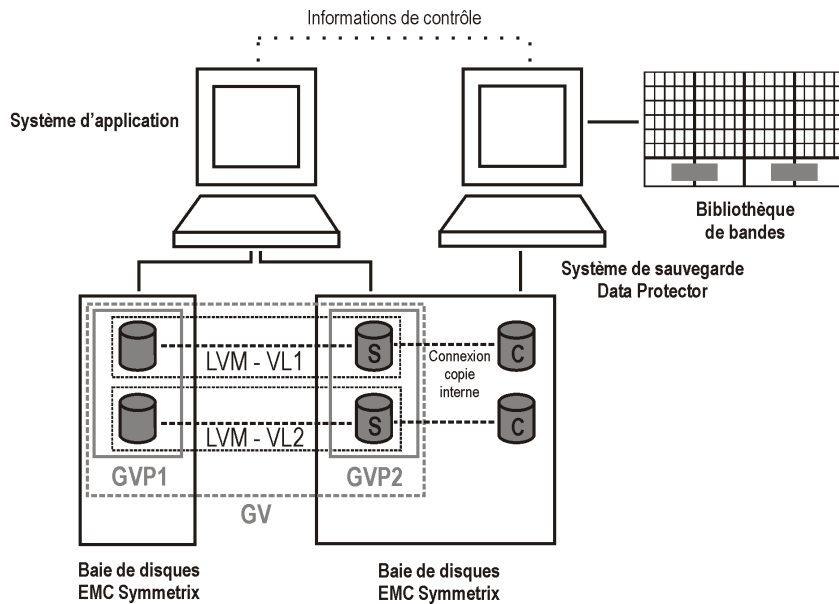 Informations de contrôle
Système d'application
Bibliothèque
de bandes
Système de sauvegarde
Data Protector
LVM - VL1
S
Connexion
copie
interne
C
LVM - VL2
S
C
GVP1
GVP2
GV
Baie de disques
EMC Symmetrix
Baie de disques
EMC Symmetrix